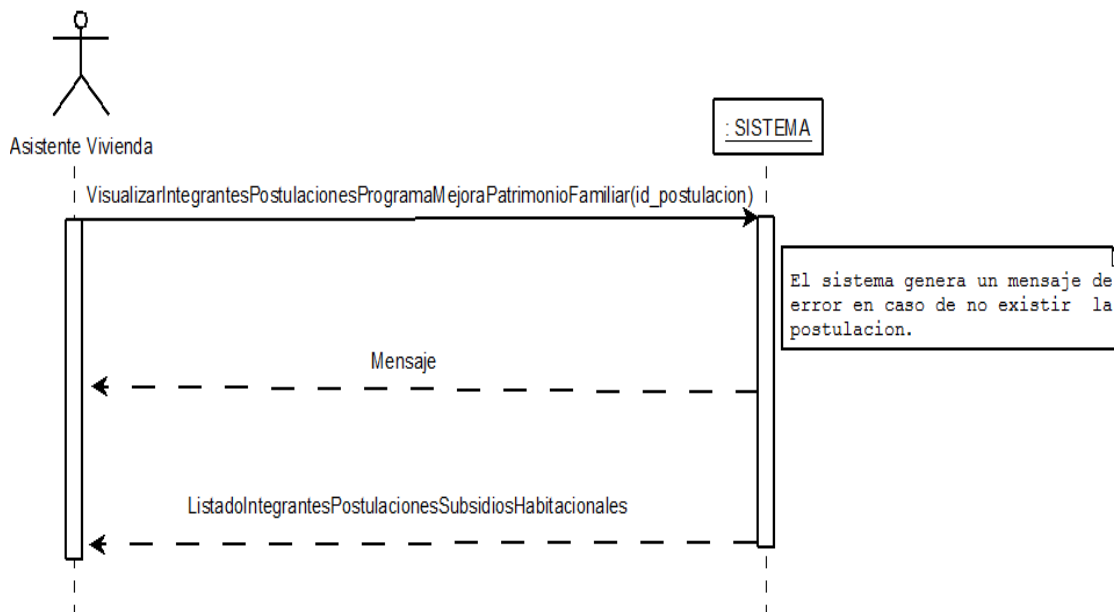 Asistente Vivienda
: SISTEMA
VisualizarIntegrantesPostulacionesProgramaMejoraPatrimonioFamiliar(id_postulacion)
El sistema genera un mensaje de
error en caso de no existir la
postulacion.
Mensaje
ListadoIntegrantesPostulacionesSubsidiosHabitacionales